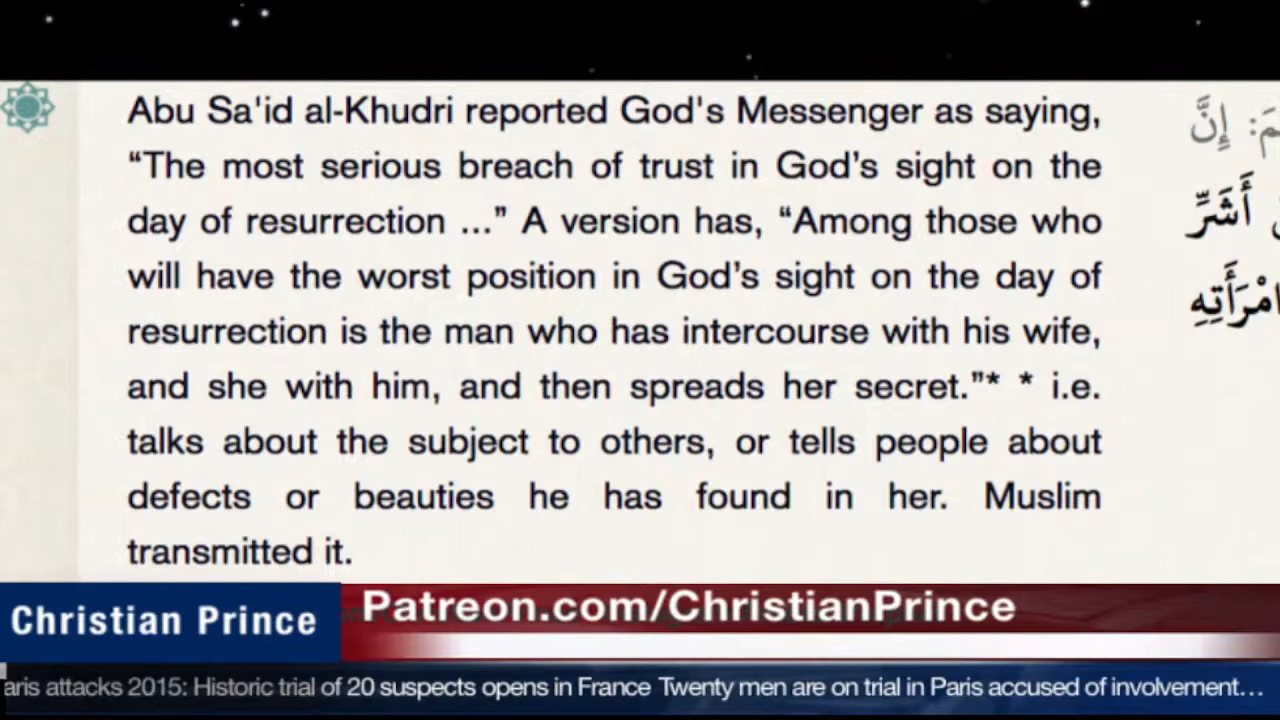 Abu Sa'id al-Khudri reported God's Messenger as saying,
“The most serious breach of trust in God’s sight on the
day of resurrection ...” A version has, “Among those who
will have the worst position in God’s sight on the day of
resurrection is the man who has intercourse with his wife,
and she with him, and then spreads her secret.”* * i.e.
talks about the subject to others, or tells people about
defects or beauties he has found in her. Muslim
transmitted it.
إِنَّ
أَشَرِّ
Christian Prince
Patreon.com/ChristianPrince
aris attacks 2015: Historic trial of 20 suspects opens in France Twenty men are on trial in Paris accused of involvement...